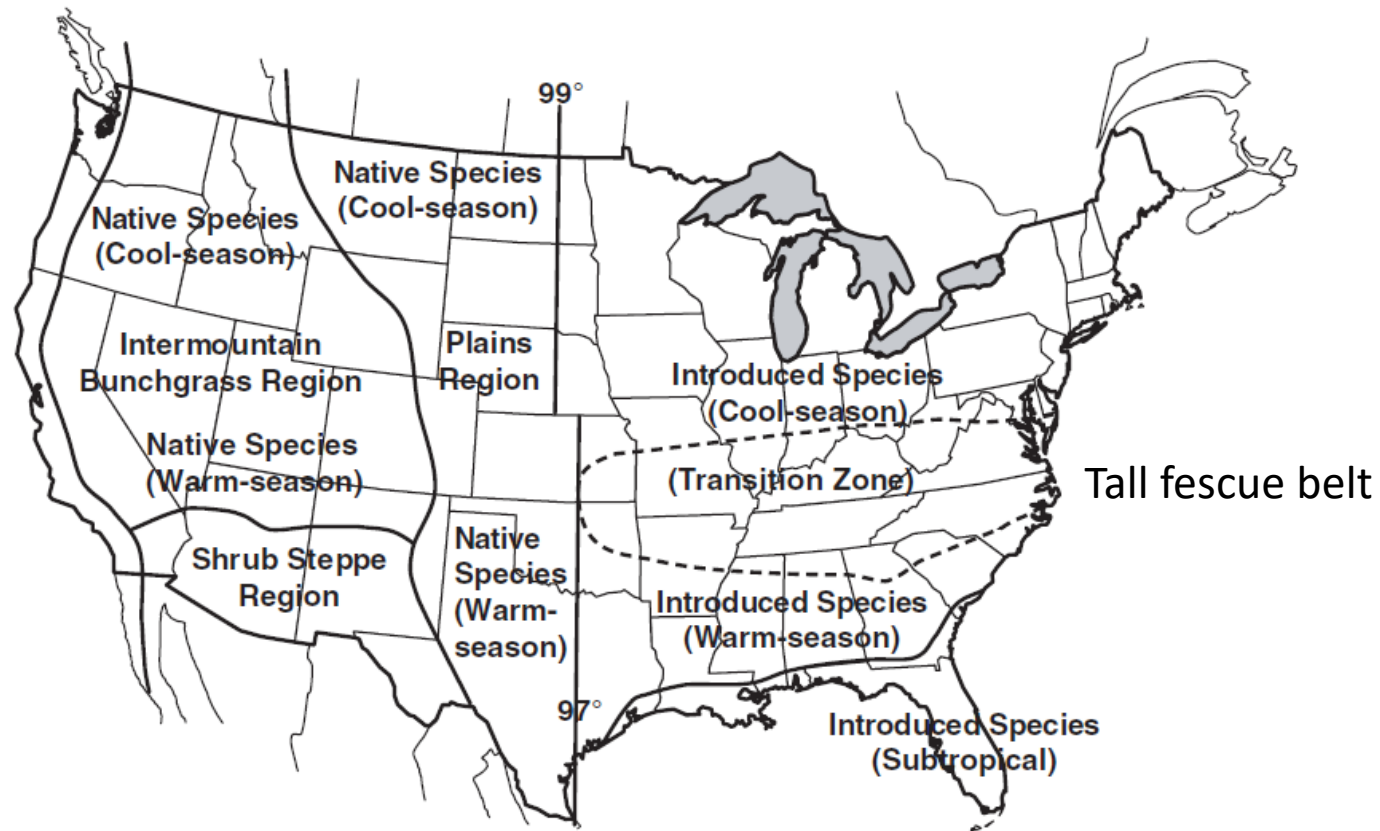 99°
Native Species
(Cool-season)
Native Species
(Cool-season)
Intermountain
Bunchgrass Region
Plains
Region
Introduced Species
(Cool-season)
Native Species
(Warm-season)
(Transition Zone)
Tall fescue belt
Shrub Steppe
Region
Native
Species
(Warm-
season)
Introduced Species
(Warm-season)
97°
Introduced Species
(Subtropical)